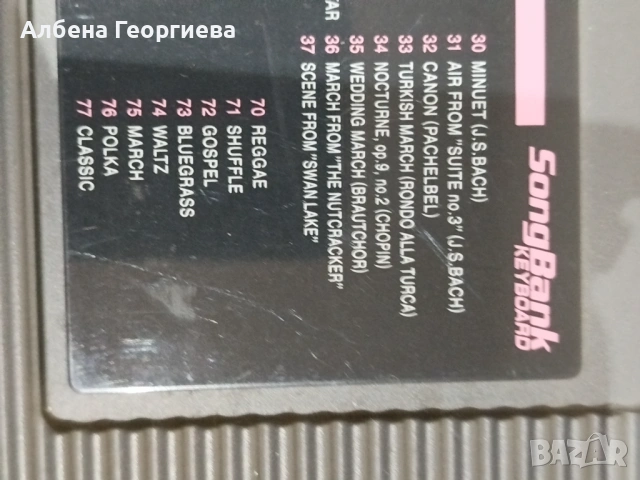 Албена Георгиева
SongBank
KEYBOARD
30 MINUET (J.S.BACH)
31 AIR FROM "SUITE no.3" (J.S.BACH)
32 CANON (PACHELBEL)
33 TURKISH MARCH (RONDO ALLA TURCA)
34 NOCTURNE, op.9, no.2 (CHOPIN)
35 WEDDING MARCH (BRAUTCHOR)
36 MARCH FROM "THE NUTCRACKER"
37 SCENE FROM "SWAN LAKE"
70 REGGAE
71 SHUFFLE
72 GOSPEL
73 BLUEGRASS
74 WALTZ
75 MARCH
76 POLKA
77 CLASSIC
BAZAR